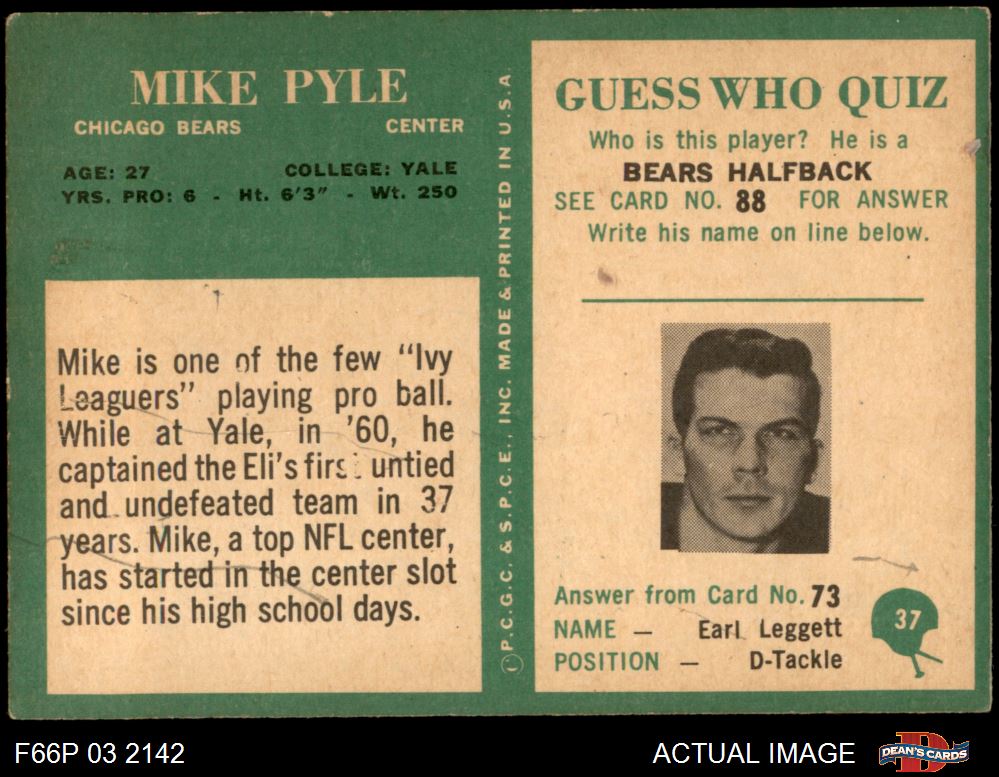 MIKE PYLE
CHICAGO BEARS CENTER
AGE: 27 COLLEGE: YALE
YRS. PRO: 6 - Ht. 6'3" - Wt. 250
Mike is one of the few "Ivy
Leaguers" playing pro ball.
While at Yale, in '60, he
captained the Eli's first untied
and undefeated team in 37
years. Mike, a top NFL center,
has started in the center slot
since his high school days.
©P.C.G.C. & S.P.C.E., INC. MADE & PRINTED IN U.S.A.
GUESS WHO QUIZ
Who is this player? He is a
BEARS HALFBACK
SEE CARD NO. 88 FOR ANSWER
Write his name on line below.
Answer from Card No. 73
NAME — Earl Leggett
POSITION — D-Tackle
37
F66P 03 2142
ACTUAL IMAGE
DEAN'S CARDS